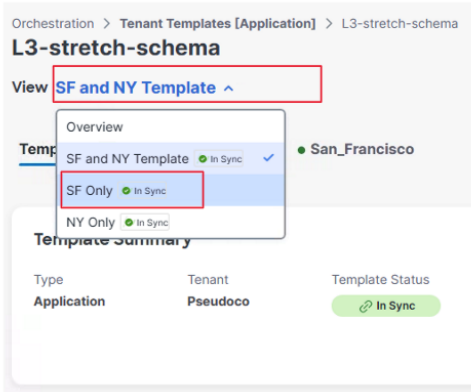 Orchestration > Tenant Templates [Application] > L3-stretch-schema
L3-stretch-schema
View SF and NY Template
Overview
SF and NY Template In Sync
San_Francisco
SF Only In Sync
NY Only In Sync
Template Summary
Type Tenant Template Status
Application Pseudoco In Sync